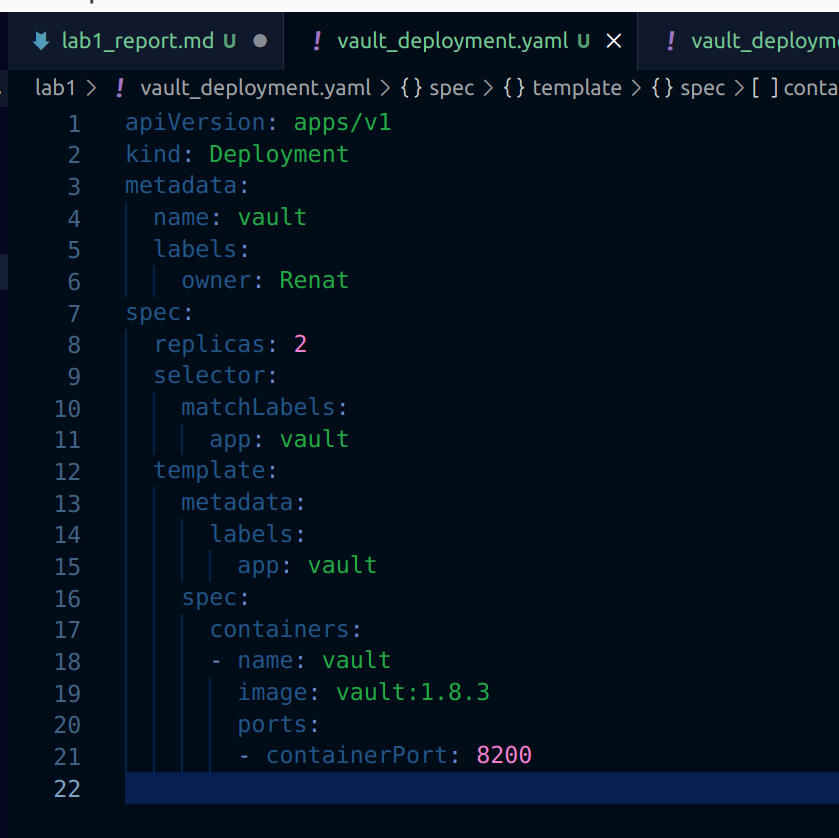 lab1_report.md U
! vault_deployment.yaml U ×
! vault_deploym
lab1 > ! vault_deployment.yaml > {} spec > {} template > {} spec > [ ] conta
1 apiVersion: apps/v1
2 kind: Deployment
3 metadata:
4   name: vault
5   labels:
6     owner: Renat
7 spec:
8   replicas: 2
9   selector:
10     matchLabels:
11       app: vault
12   template:
13     metadata:
14       labels:
15         app: vault
16     spec:
17       containers:
18       - name: vault
19         image: vault:1.8.3
20         ports:
21         - containerPort: 8200
22